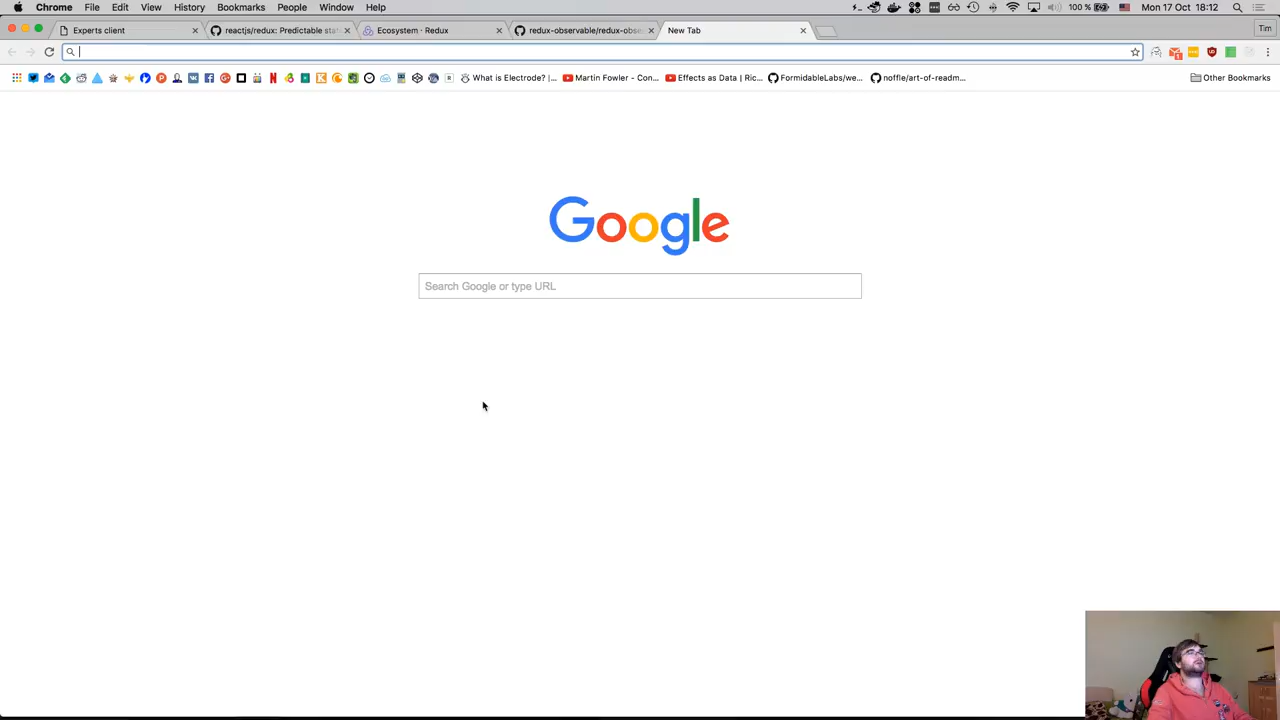 Chrome File Edit View History Bookmarks People Window Help 100 % Mon 17 Oct 18:12
Experts client reactjs/redux: Predictable sta Ecosystem · Redux redux-observable/redux-obse New Tab Tim
What is Electrode? |... Martin Fowler - Con... Effects as Data | Ric... FormidableLabs/we... noffle/art-of-readm... Other Bookmarks
Google
Search Google or type URL